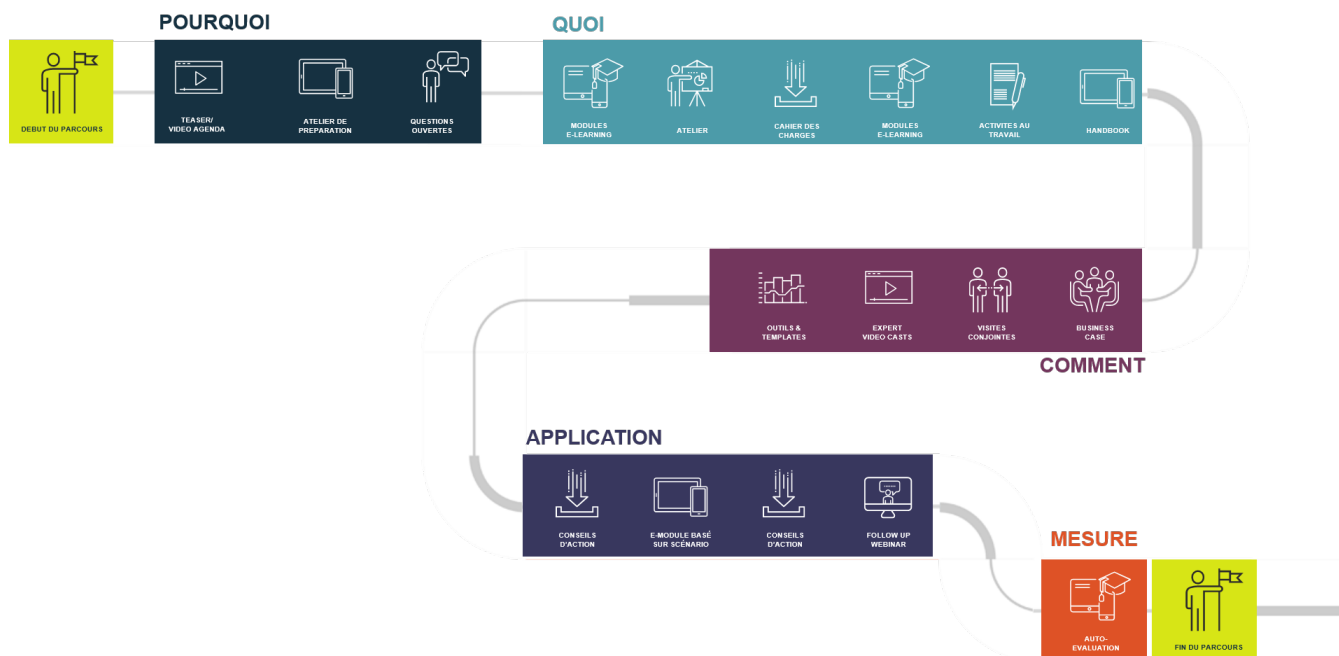 POURQUOI
QUOI
DEBUT DU PARCOURS
TEASER/
VIDEO AGENDA
ATELIER DE
PREPARATION
QUESTIONS
OUVERTES
MODULES
E-LEARNING
ATELIER
CAHIER DES
CHARGES
MODULES
E-LEARNING
ACTIVITES AU
TRAVAIL
HANDBOOK
OUTILS &
TEMPLATES
EXPERT
VIDEO CASTS
VISITES
CONJOINTES
BUSINESS
CASE
COMMENT
APPLICATION
CONSEILS
D'ACTION
E-MODULE BASÉ
SUR SCÉNARIO
CONSEILS
D'ACTION
FOLLOW UP
WEBINAR
MESURE
AUTO-
EVALUATION
FIN DU PARCOURS